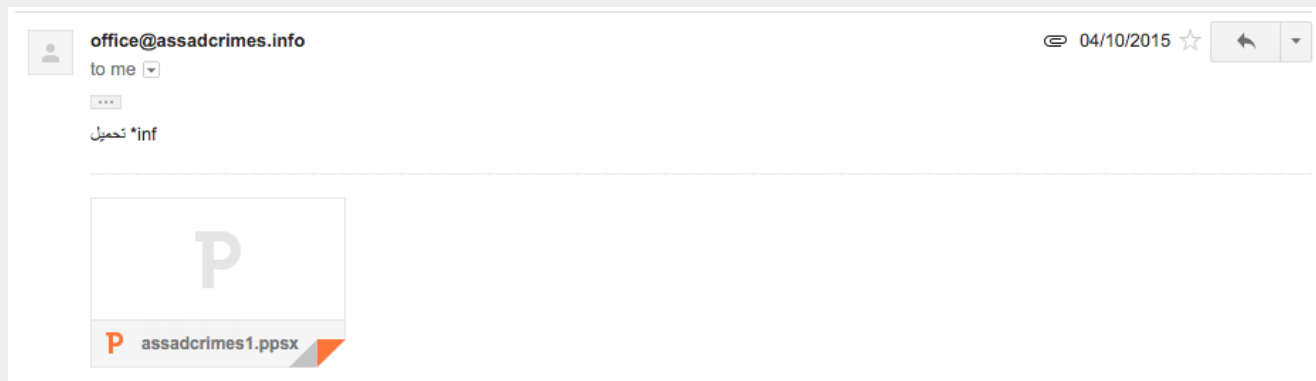 office@assadcrimes.info
04/10/2015
to me
inf* تحميل
assadcrimes1.ppsx